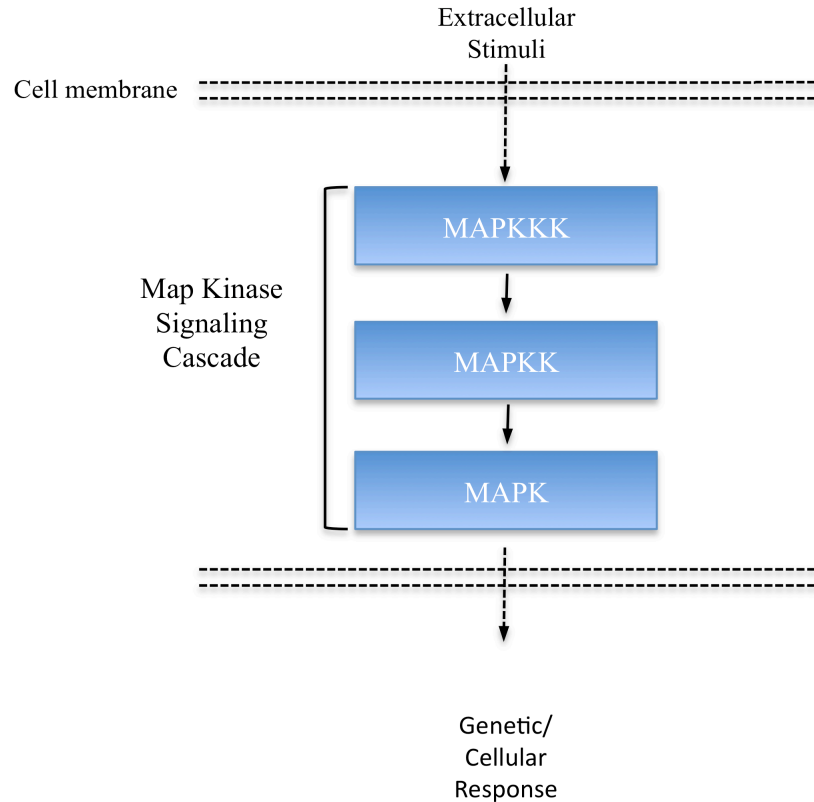 Extracellular
Stimuli
Cell membrane
MAPKKK
Map Kinase
Signaling
Cascade
MAPKK
MAPK
Genetic/
Cellular
Response